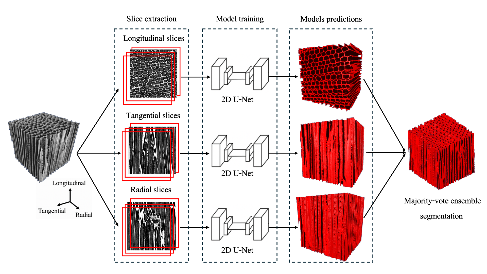 Slice extraction
Model training
Models predictions
Longitudinal slices
2D U-Net
Tangential slices
2D U-Net
Longitudinal
Tangential
Radial
Radial slices
2D U-Net
Majority-vote ensemble
segmentation